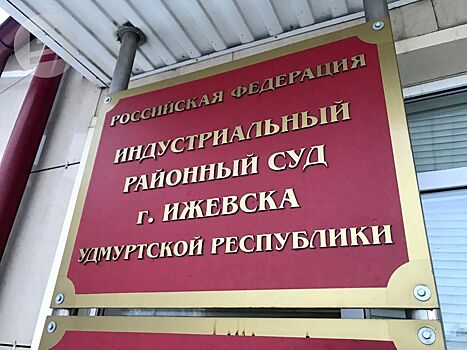 РОССИЙСКАЯ ФЕДЕРАЦИЯ
ИНДУСТРИАЛЬНЫЙ
РАЙОННЫЙ СУД
г. ИЖЕВСКА
УДМУРТСКОЙ РЕСПУБЛИКИ